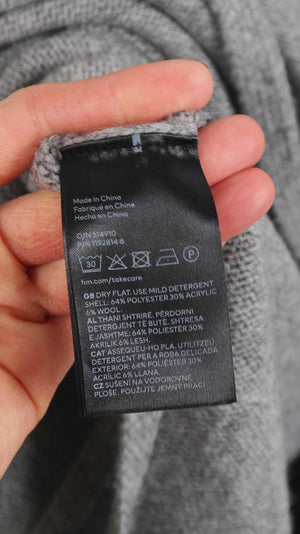 Made in China
Fabriqué en Chine
Hecho en China
O/N 514910
P/N 1192814 8
30
P
hm.com/takecare
GB DRY FLAT. USE MILD DETERGENT.
SHELL: 64% POLYESTER 30% ACRYLIC
6% WOOL.
AL THANI SHTRIRË. PËRDORNI
DETERGJENT TË BUTË. SHTRESA
E JASHTME: 64% POLIESTËR 30%
AKRILIK 6% LESH.
CAT ASSEQUEU-HO PLA. UTILITZEU
DETERGENT PER A ROBA DELICADA.
EXTERIOR: 64% POLIÈSTER 30%
ACRÍLIC 6% LLANA.
CZ SUŠENÍ NA VODOROVNÉ
PLOŠE. POUŽIJTE JEMNÝ PRACÍ